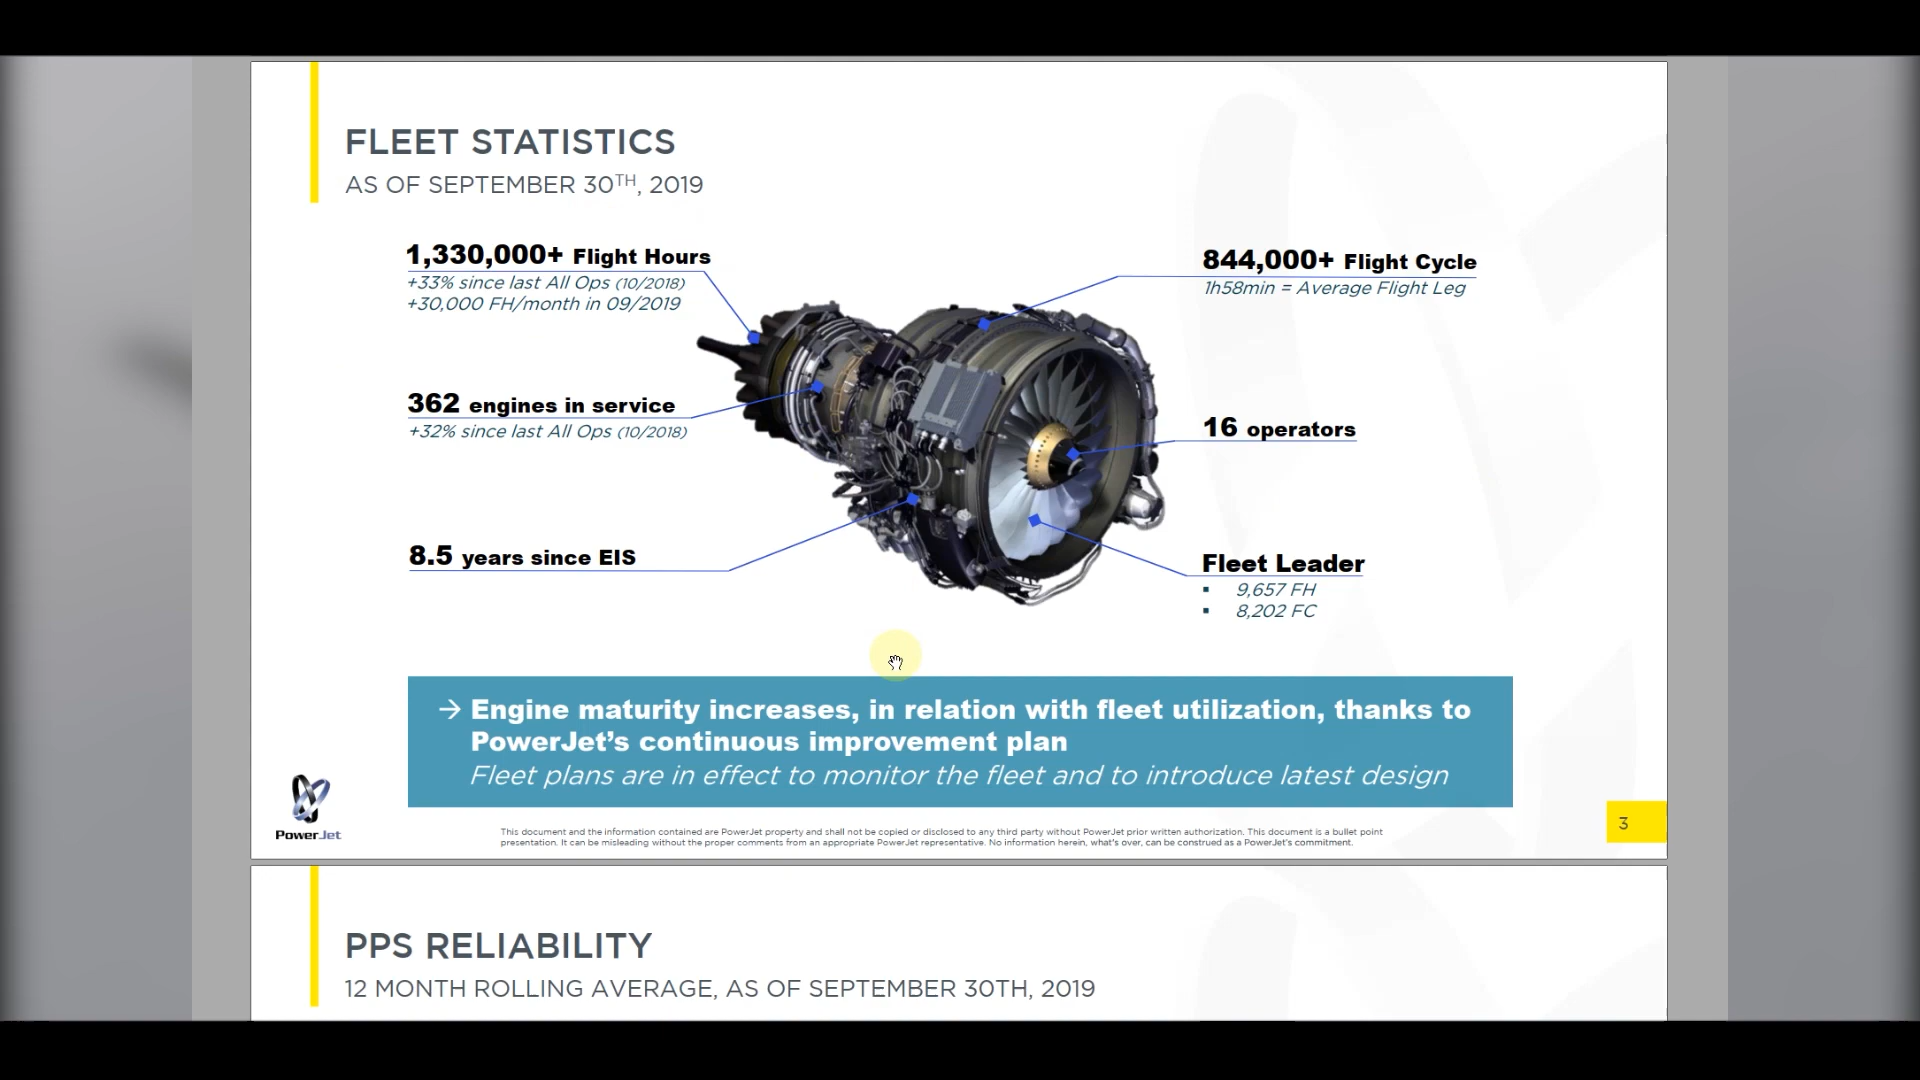 FLEET STATISTICS
AS OF SEPTEMBER 30TH, 2019
1,330,000+ Flight Hours
+33% since last All Ops (10/2018)
+30,000 FH/month in 09/2019
362 engines in service
+32% since last All Ops (10/2018)
8.5 years since EIS
844,000+ Flight Cycle
1h58min = Average Flight Leg
16 operators
Fleet Leader
▪ 9,657 FH
▪ 8,202 FC
→ Engine maturity increases, in relation with fleet utilization, thanks to
PowerJet’s continuous improvement plan
Fleet plans are in effect to monitor the fleet and to introduce latest design
PowerJet
This document and the information contained are PowerJet property and shall not be copied or disclosed to any third party without PowerJet prior written authorization. This document is a bullet point
presentation. It can be misleading without the proper comments from an appropriate PowerJet representative. No information herein, what's over, can be construed as a PowerJet's commitment.
3
PPS RELIABILITY
12 MONTH ROLLING AVERAGE, AS OF SEPTEMBER 30TH, 2019